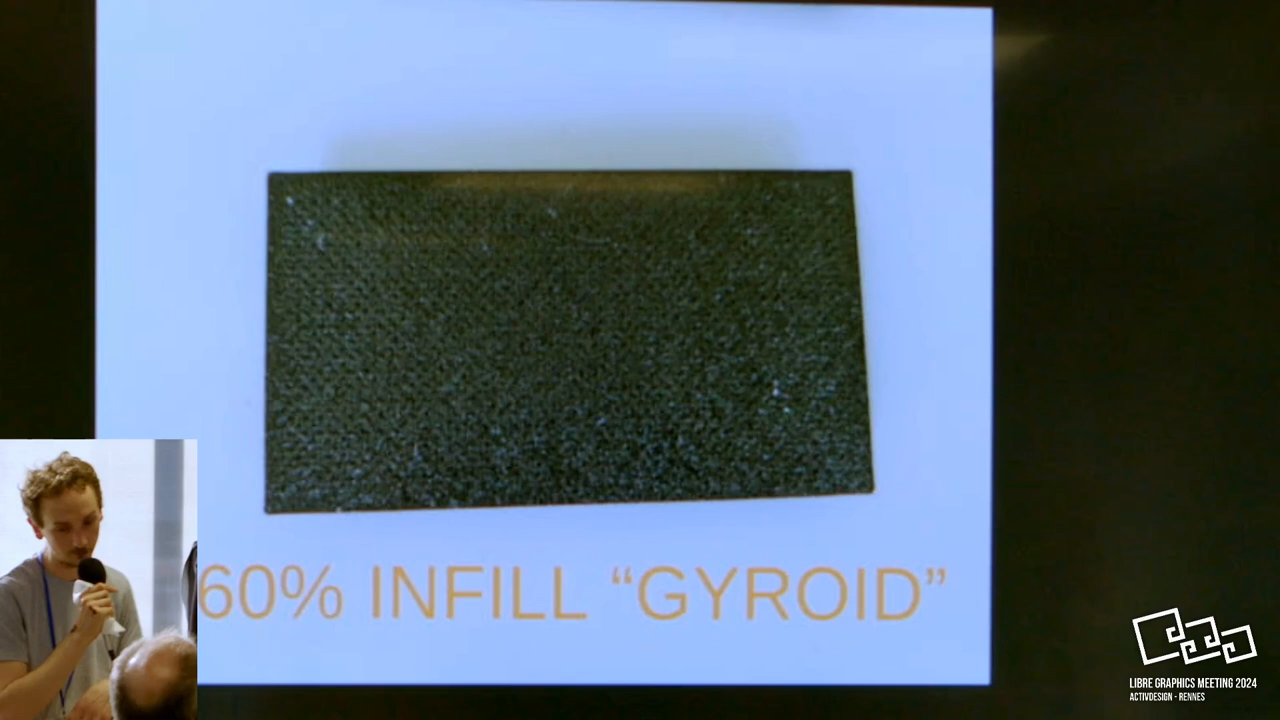 60% INFILL “GYROID”
LIBRE GRAPHICS MEETING 2024
ACTIVDESIGN - RENNES